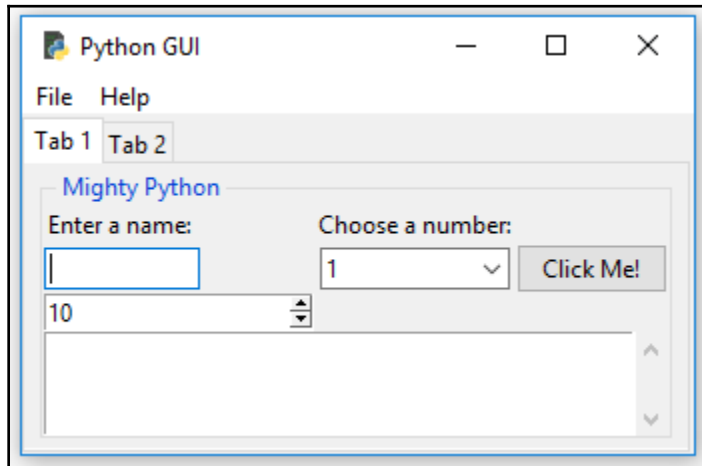 Python GUI
File Help
Tab 1 Tab 2
Mighty Python
Enter a name: Choose a number:
1 Click Me!
10